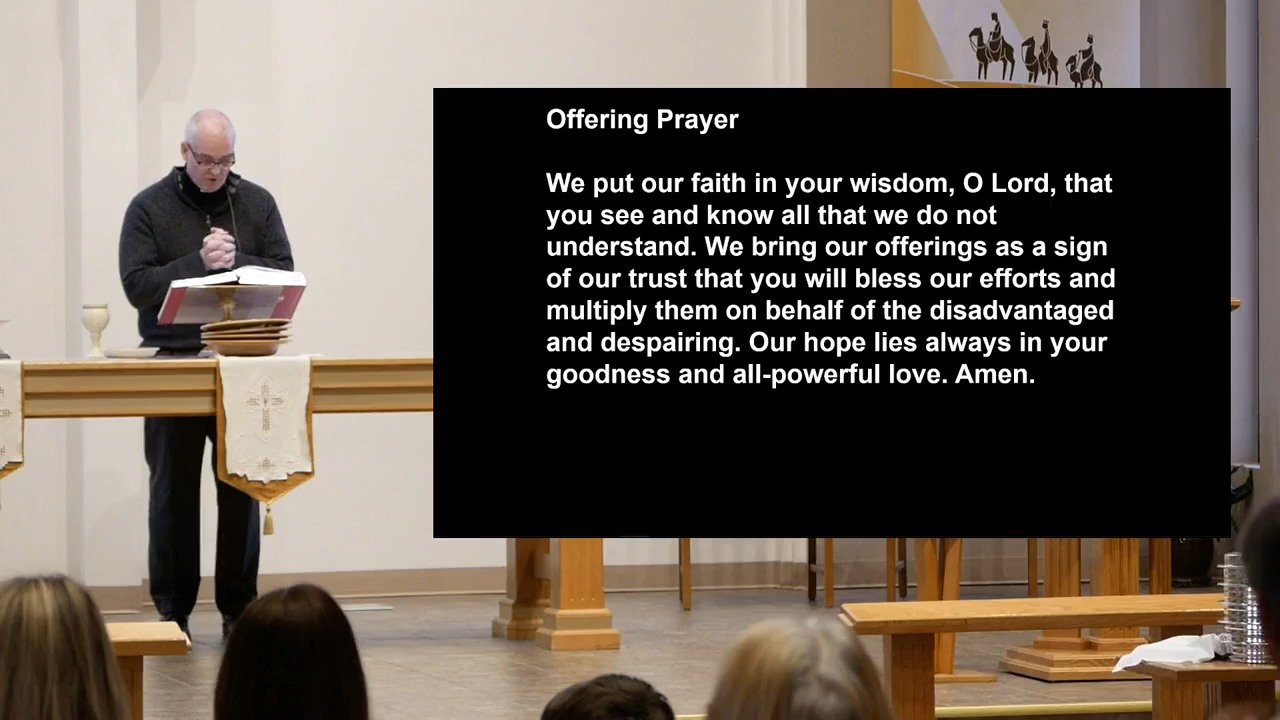 Offering Prayer
We put our faith in your wisdom, O Lord, that
you see and know all that we do not
understand. We bring our offerings as a sign
of our trust that you will bless our efforts and
multiply them on behalf of the disadvantaged
and despairing. Our hope lies always in your
goodness and all-powerful love. Amen.